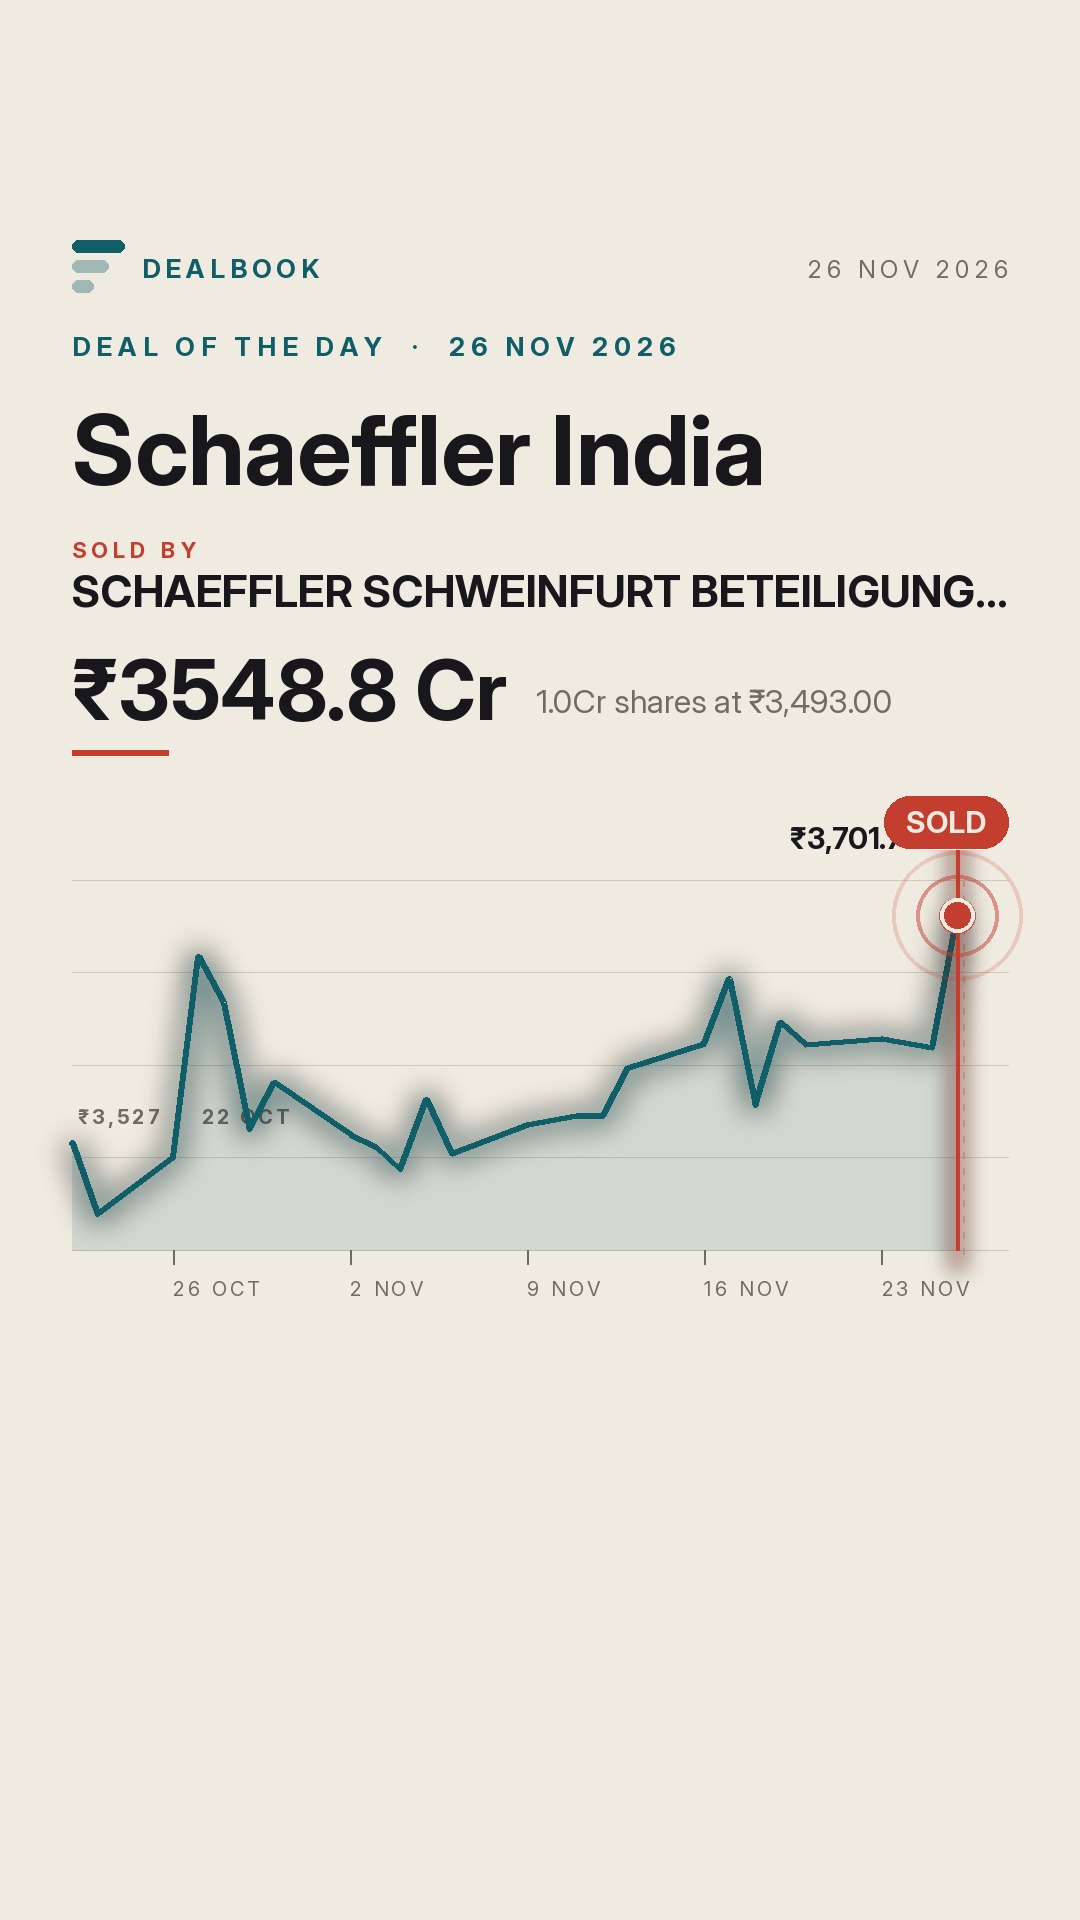 DEALBOOK
26 NOV 2026
DEAL OF THE DAY · 26 NOV 2026
Schaeffler India
SOLD BY
SCHAEFFLER SCHWEINFURT BETEILIGUNG...
₹3548.8 Cr 1.0Cr shares at ₹3,493.00
SOLD
₹3,527 22 OCT
26 OCT 2 NOV 9 NOV 16 NOV 23 NOV